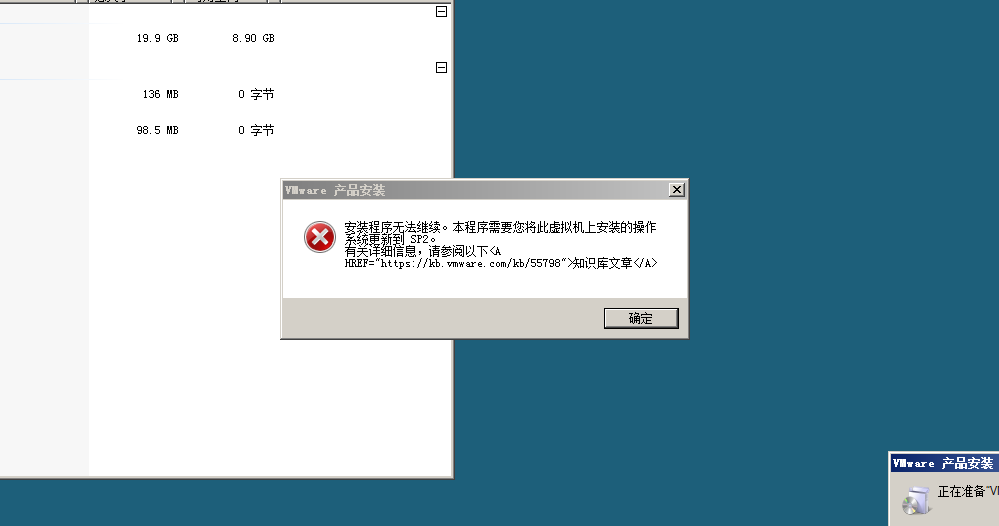 19.9 GB 8.90 GB
136 MB 0 字节
98.5 MB 0 字节
VMware 产品安装
安装程序无法继续。本程序需要您将此虚拟机上安装的操作
系统更新到 SP2。
有关详细信息，请参阅以下<A
HREF="https://kb.vmware.com/kb/55798">知识库文章</A>
确定
VMware 产品安装
正在准备"VM